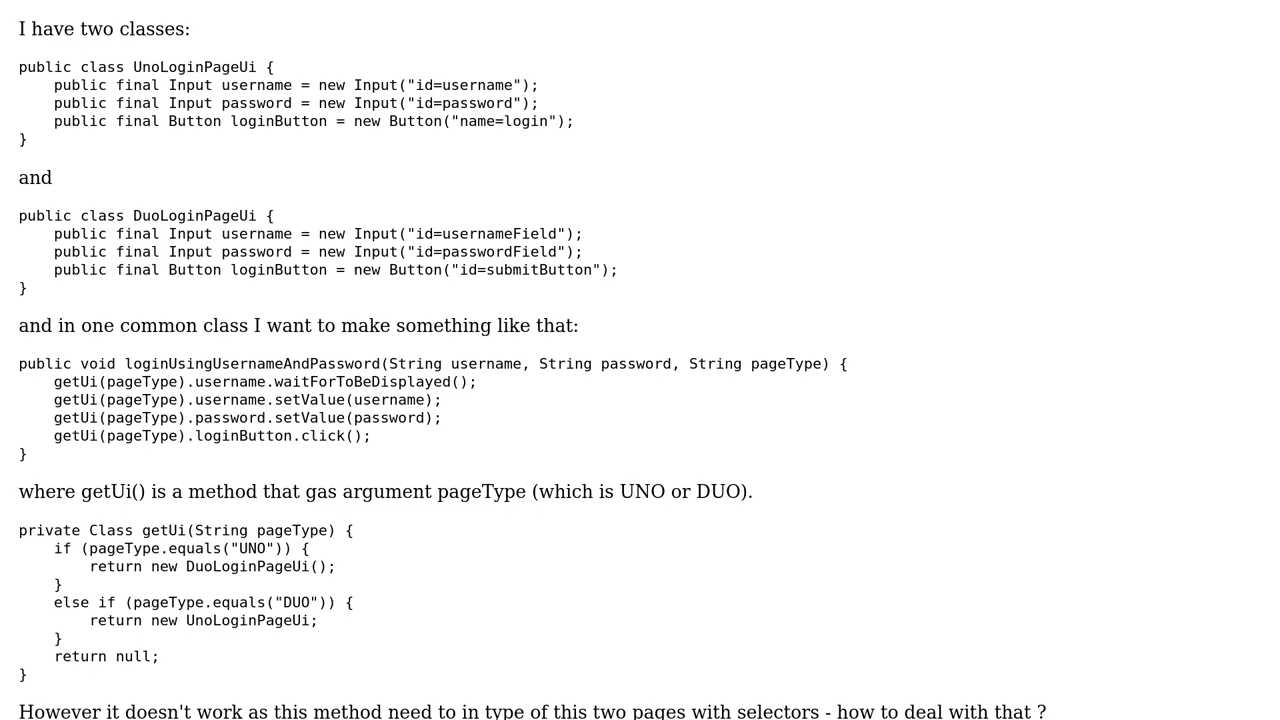 I have two classes:
public class UnoLoginPageUi {
    public final Input username = new Input("id=username");
    public final Input password = new Input("id=password");
    public final Button loginButton = new Button("name=login");
}
and
public class DuoLoginPageUi {
    public final Input username = new Input("id=usernameField");
    public final Input password = new Input("id=passwordField");
    public final Button loginButton = new Button("id=submitButton");
}
and in one common class I want to make something like that:
public void loginUsingUsernameAndPassword(String username, String password, String pageType) {
    getUi(pageType).username.waitForToBeDisplayed();
    getUi(pageType).username.setValue(username);
    getUi(pageType).password.setValue(password);
    getUi(pageType).loginButton.click();
}
where getUi() is a method that gas argument pageType (which is UNO or DUO).
private Class getUi(String pageType) {
    if (pageType.equals("UNO")) {
        return new DuoLoginPageUi();
    }
    else if (pageType.equals("DUO")) {
        return new UnoLoginPageUi;
    }
    return null;
}
However it doesn't work as this method need to in type of this two pages with selectors - how to deal with that ?